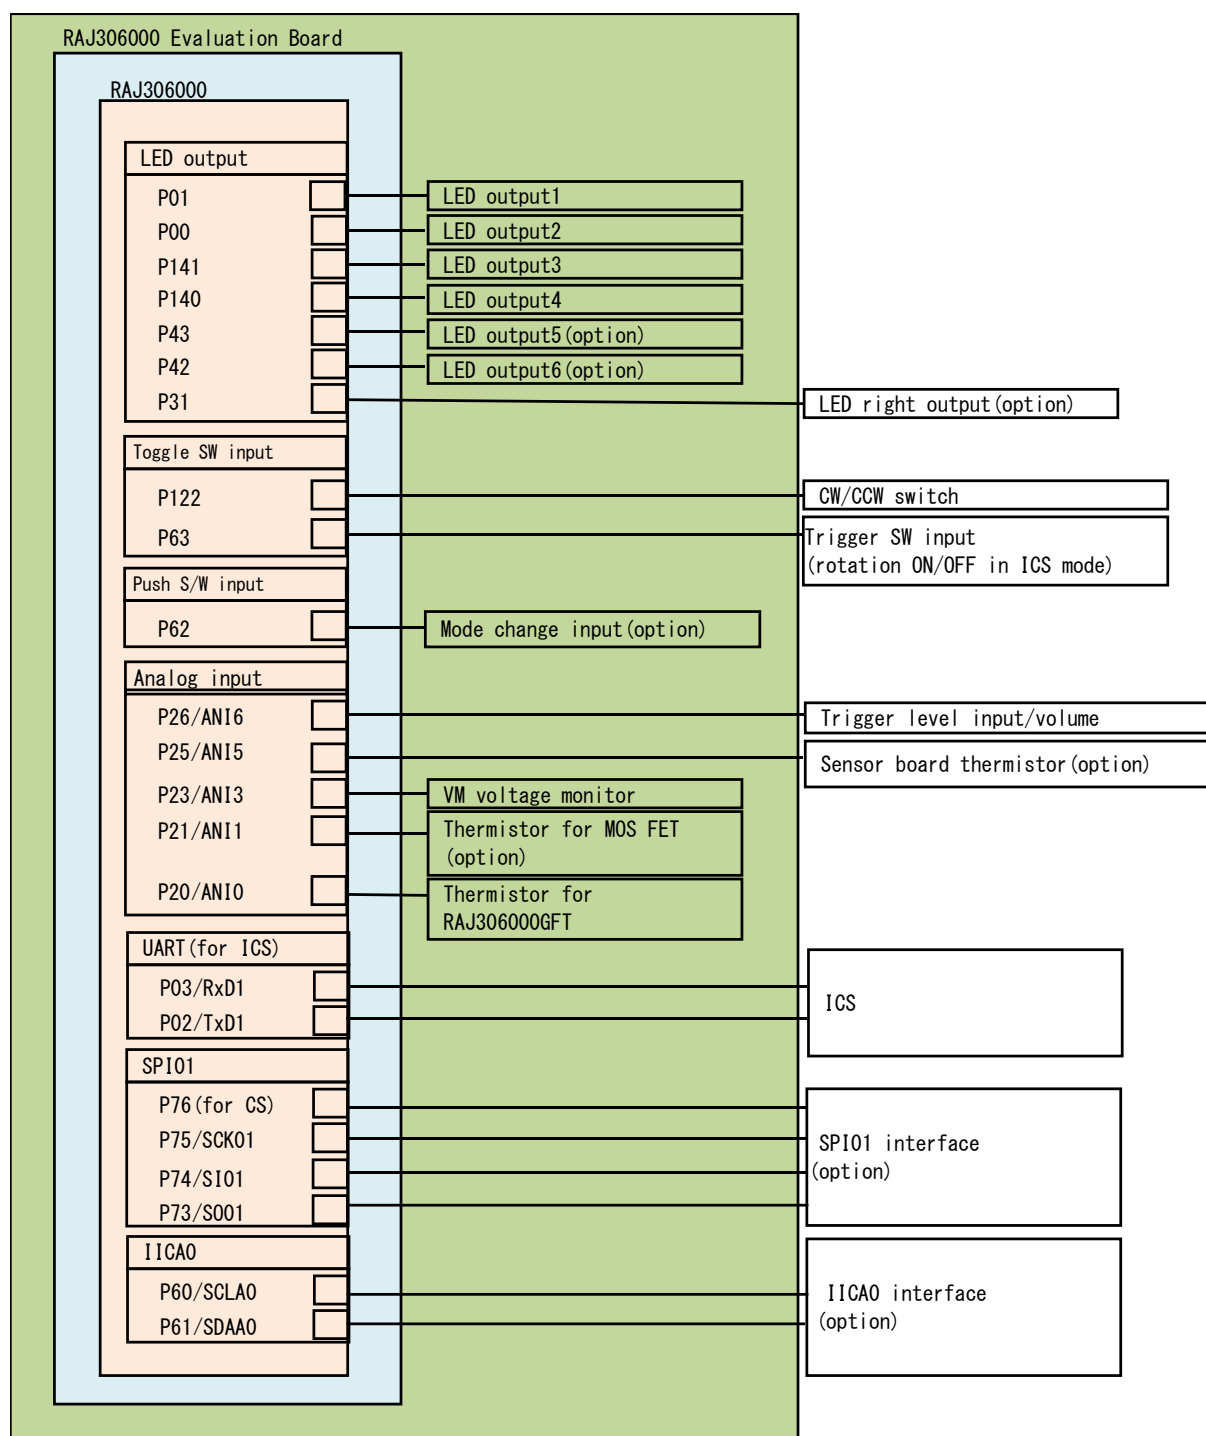 RAJ306000 Evaluation Board
RAJ306000
LED output
P01
LED output1
P00
LED output2
P141
LED output3
P140
LED output4
P43
LED output5(option)
P42
LED output6(option)
P31
LED right output(option)
Toggle SW input
P122
CW/CCW switch
P63
Trigger SW input
(rotation ON/OFF in ICS mode)
Push S/W input
P62
Mode change input(option)
Analog input
P26/ANI6
Trigger level input/volume
P25/ANI5
Sensor board thermistor(option)
P23/ANI3
VM voltage monitor
P21/ANI1
Thermistor for MOS FET
(option)
P20/ANI0
Thermistor for
RAJ306000GFT
UART(for ICS)
P03/RxD1
P02/TxD1
ICS
SPI01
P76(for CS)
P75/SCK01
P74/SI01
P73/SO01
SPI01 interface
(option)
IICA0
P60/SCLA0
P61/SDAA0
IICA0 interface
(option)